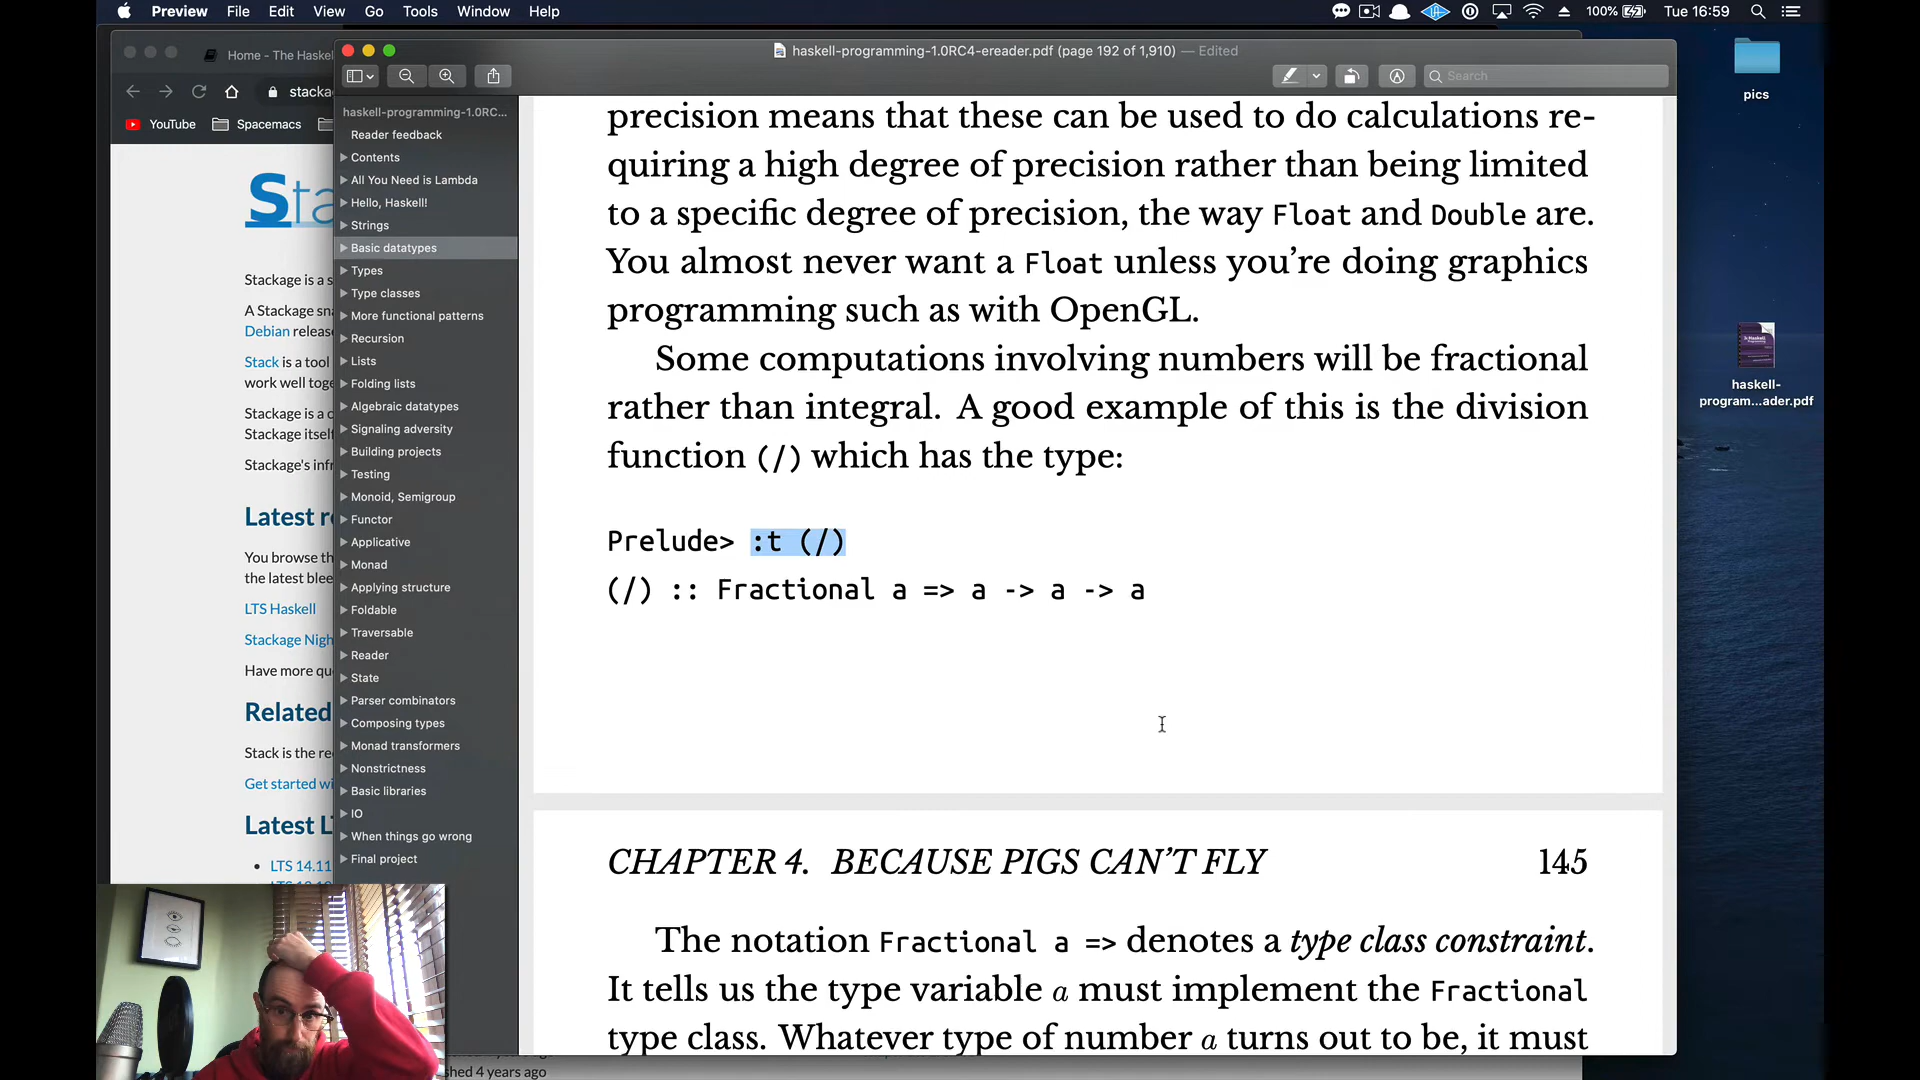 Preview File Edit View Go Tools Window Help
100% Tue 16:59
Home - The Haskel
haskell-programming-1.0RC4-ereader.pdf (page 192 of 1,910) — Edited
Search
stacka
YouTube Spacemacs
haskell-programming-1.0RC...
Reader feedback
Contents
All You Need is Lambda
Hello, Haskell!
Strings
Basic datatypes
Types
Type classes
More functional patterns
Recursion
Lists
Folding lists
Algebraic datatypes
Signaling adversity
Building projects
Testing
Monoid, Semigroup
Functor
Applicative
Monad
Applying structure
Foldable
Traversable
Reader
State
Parser combinators
Composing types
Monad transformers
Nonstrictness
Basic libraries
IO
When things go wrong
Final project
Sta
Stackage is a s
A Stackage sna
Debian releas
Stack is a tool
work well toge
Stackage is a c
Stackage itself
Stackage's infr
Latest re
You browse th
the latest blee
LTS Haskell
Stackage Nigh
Have more qu
Related
Stack is the re
Get started wi
Latest L
LTS 14.11
shed 4 years ago
precision means that these can be used to do calculations re-
quiring a high degree of precision rather than being limited
to a specific degree of precision, the way Float and Double are.
You almost never want a Float unless you’re doing graphics
programming such as with OpenGL.
Some computations involving numbers will be fractional
rather than integral. A good example of this is the division
function (/) which has the type:
Prelude> :t (/)
(/) :: Fractional a => a -> a -> a
CHAPTER 4. BECAUSE PIGS CAN’T FLY 145
The notation Fractional a => denotes a type class constraint.
It tells us the type variable a must implement the Fractional
type class. Whatever type of number a turns out to be, it must
pics
haskell-
program...ader.pdf